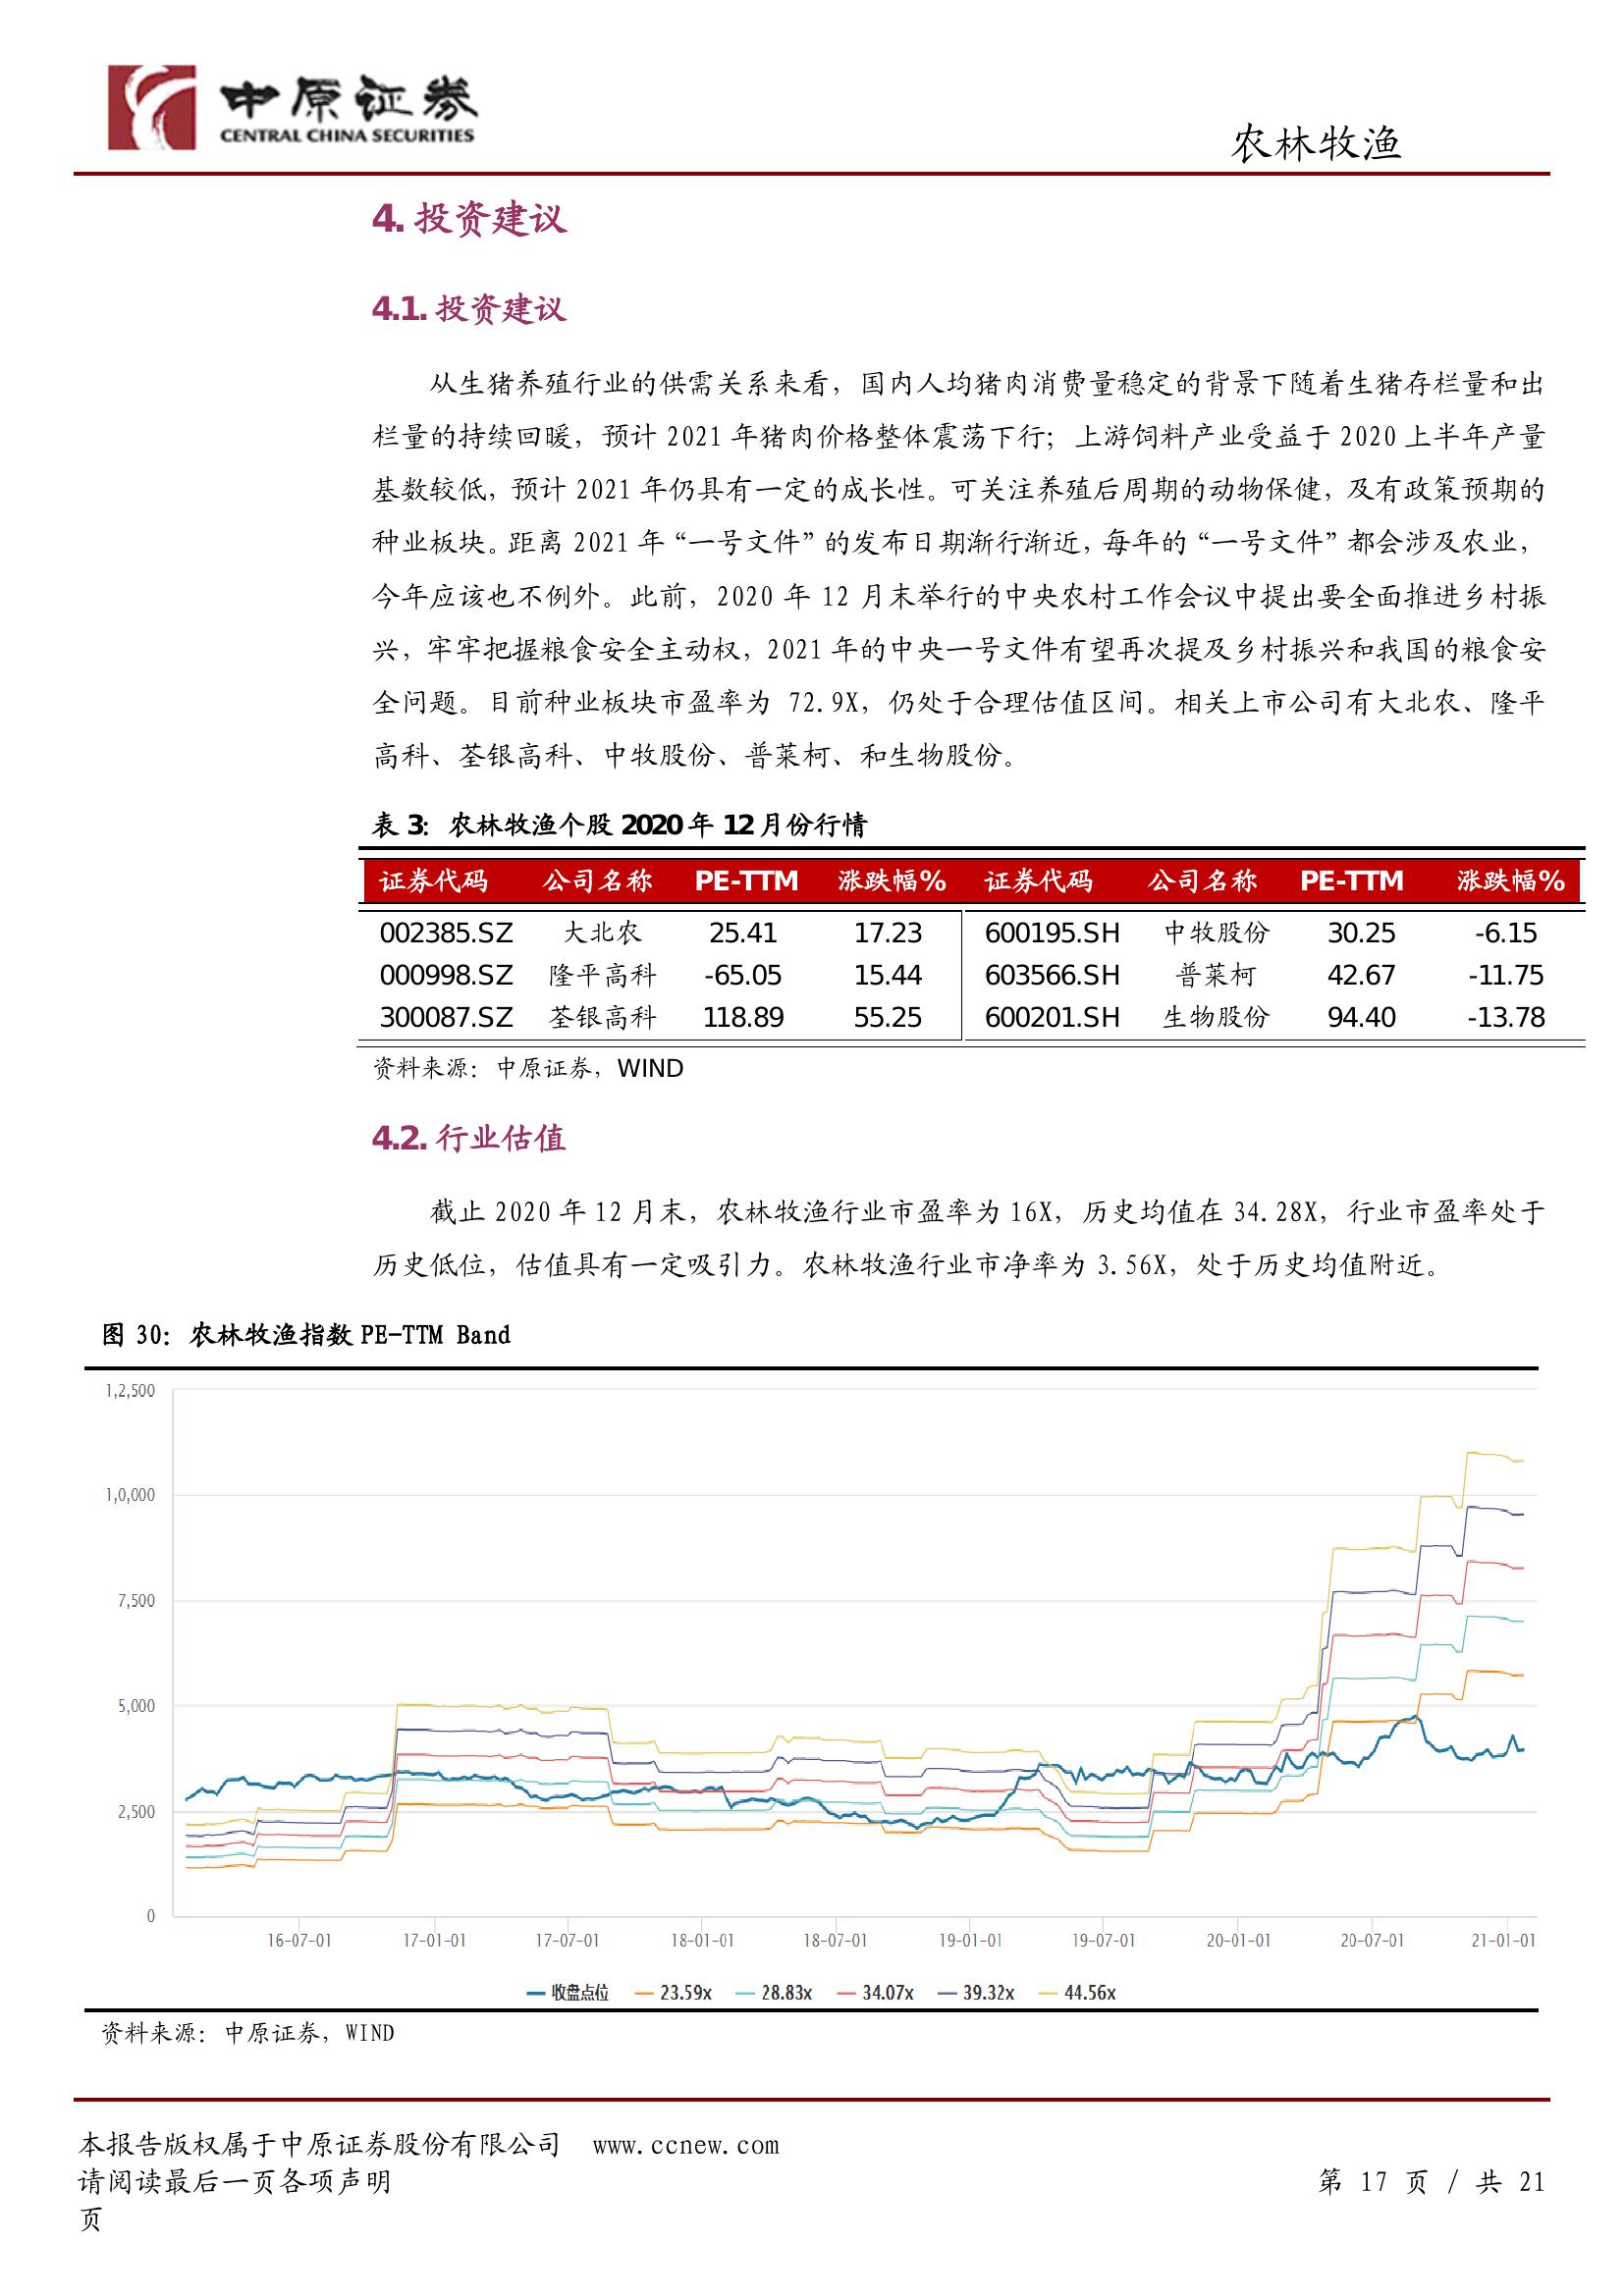 中原证券
CENTRAL CHINA SECURITIES
农林牧渔
4. 投资建议
4.1. 投资建议
从生猪养殖行业的供需关系来看，国内人均猪肉消费量稳定的背景下随着生猪存栏量和出
栏量的持续回暖，预计 2021 年猪肉价格整体震荡下行；上游饲料产业受益于 2020 上半年产量
基数较低，预计 2021 年仍具有一定的成长性。可关注养殖后周期的动物保健，及有政策预期的
种业板块。距离 2021 年“一号文件”的发布日期渐行渐近，每年的“一号文件”都会涉及农业，
今年应该也不例外。此前，2020 年 12 月末举行的中央农村工作会议中提出要全面推进乡村振
兴，牢牢把握粮食安全主动权，2021 年的中央一号文件有望再次提及乡村振兴和我国的粮食安
全问题。目前种业板块市盈率为 72.9X，仍处于合理估值区间。相关上市公司有大北农、隆平
高科、荃银高科、中牧股份、普莱柯、和生物股份。
表 3：农林牧渔个股 2020 年 12 月份行情
证券代码 公司名称 PE-TTM 涨跌幅% 证券代码 公司名称 PE-TTM 涨跌幅%
002385.SZ 大北农 25.41 17.23 600195.SH 中牧股份 30.25 -6.15
000998.SZ 隆平高科 -65.05 15.44 603566.SH 普莱柯 42.67 -11.75
300087.SZ 荃银高科 118.89 55.25 600201.SH 生物股份 94.40 -13.78
资料来源：中原证券，WIND
4.2. 行业估值
截止 2020 年 12 月末，农林牧渔行业市盈率为 16X，历史均值在 34.28X，行业市盈率处于
历史低位，估值具有一定吸引力。农林牧渔行业市净率为 3.56X，处于历史均值附近。
图 30：农林牧渔指数 PE-TTM Band
1,2,500
1,0,000
7,500
5,000
2,500
0
16-07-01 17-01-01 17-07-01 18-01-01 18-07-01 19-01-01 19-07-01 20-01-01 20-07-01 21-01-01
收盘点位 23.59x 28.83x 34.07x 39.32x 44.56x
资料来源：中原证券，WIND
本报告版权属于中原证券股份有限公司 www.ccnew.com
请阅读最后一页各项声明 第 17 页 / 共 21
页